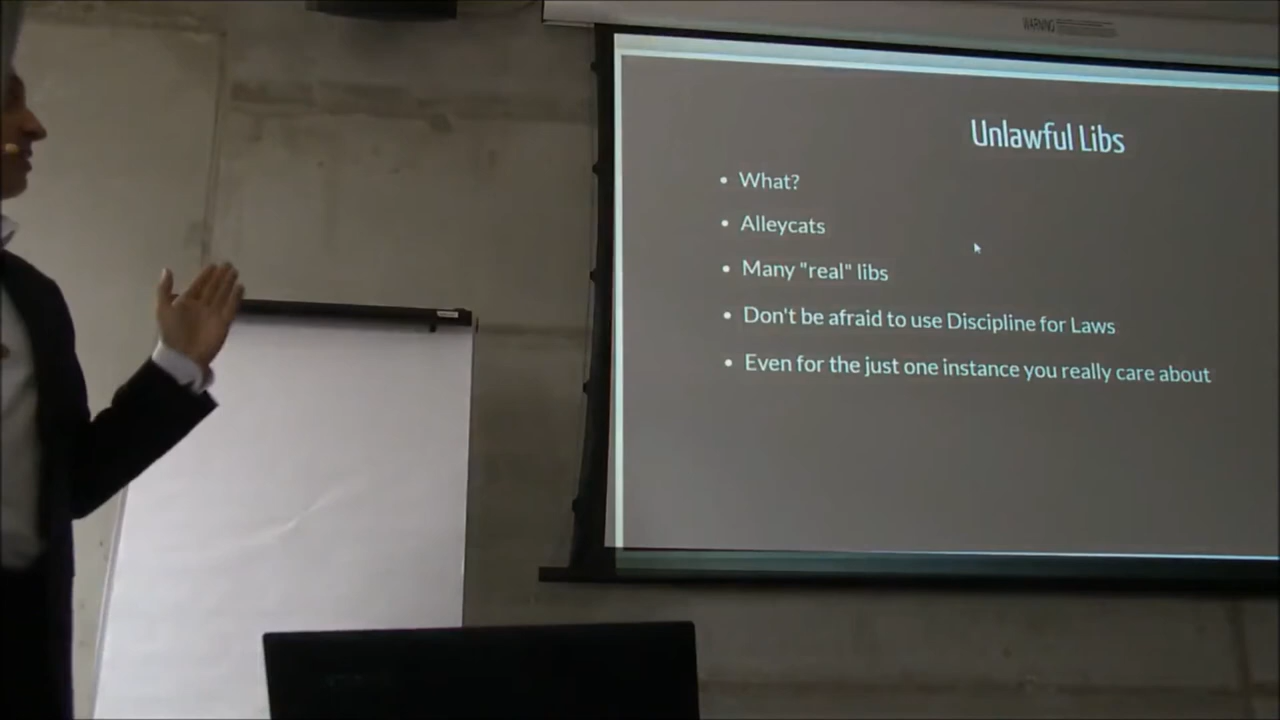 WARNING
Unlawful Libs
• What?
• Alleycats
• Many "real" libs
• Don't be afraid to use Discipline for Laws
• Even for the just one instance you really care about